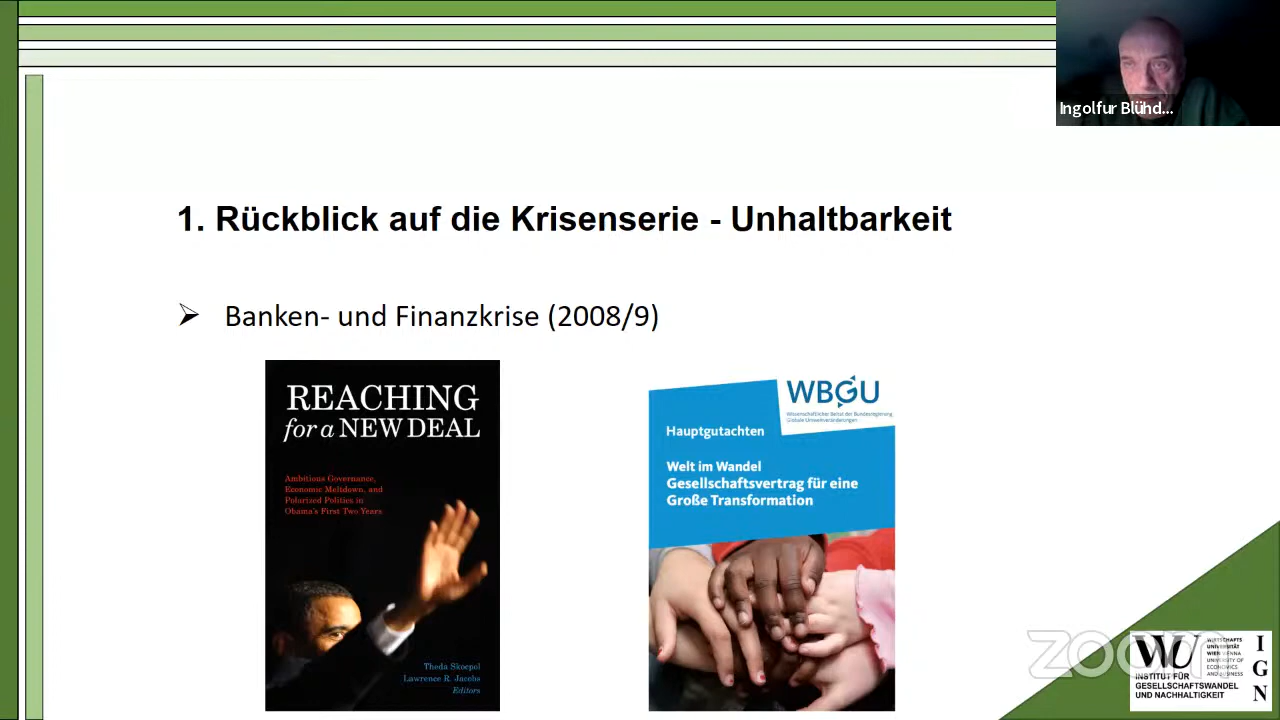 Ingolfur Blühd...
1. Rückblick auf die Krisenserie - Unhaltbarkeit
➢ Banken- und Finanzkrise (2008/9)
REACHING
for a NEW DEAL
Ambitious Governance,
Economic Meltdown, and
Polarized Politics in
Obama's First Two Years
Theda Skocpol
Lawrence R. Jacobs
Editors
WBGU
Wissenschaftlicher Beirat der Bundesregierung
Globale Umweltveränderungen
Hauptgutachten
Welt im Wandel
Gesellschaftsvertrag für eine
Große Transformation
zoom
WU
WIRTSCHAFTS
UNIVERSITÄT
WIEN VIENNA
UNIVERSITY OF
ECONOMICS
AND BUSINESS
INSTITUT FÜR
GESELLSCHAFTSWANDEL
UND NACHHALTIGKEIT
I
G
N